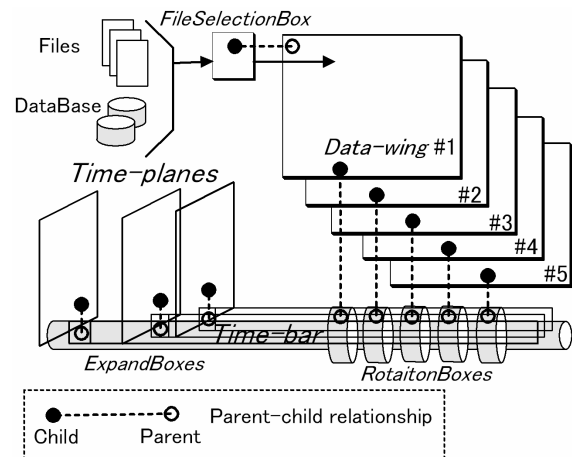 FileSelectionBox
Files
DataBase
Data-wing #1
Time-planes
#2
#3
#4
#5
Time-bar
ExpandBoxes
RotaitonBoxes
Parent-child relationship
Child
Parent